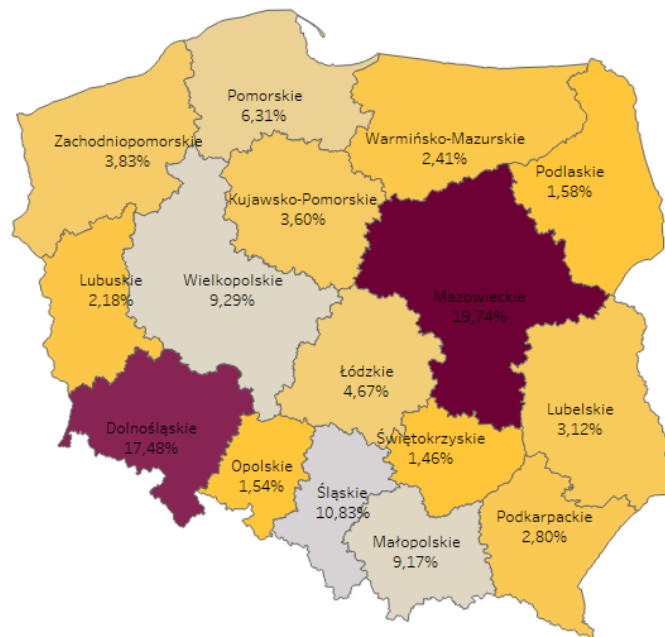 Pomorskie
6,31%
Zachodniopomorskie
3,83%
Warmińsko-Mazurskie
2,41%
Podlaskie
1,58%
Kujawsko-Pomorskie
3,60%
Lubuskie
2,18%
Wielkopolskie
9,29%
Mazowieckie
19,74%
Łódzkie
4,67%
Lubelskie
3,12%
Dolnośląskie
17,48%
Świętokrzyskie
1,46%
Opolskie
1,54%
Śląskie
10,83%
Podkarpackie
2,80%
Małopolskie
9,17%